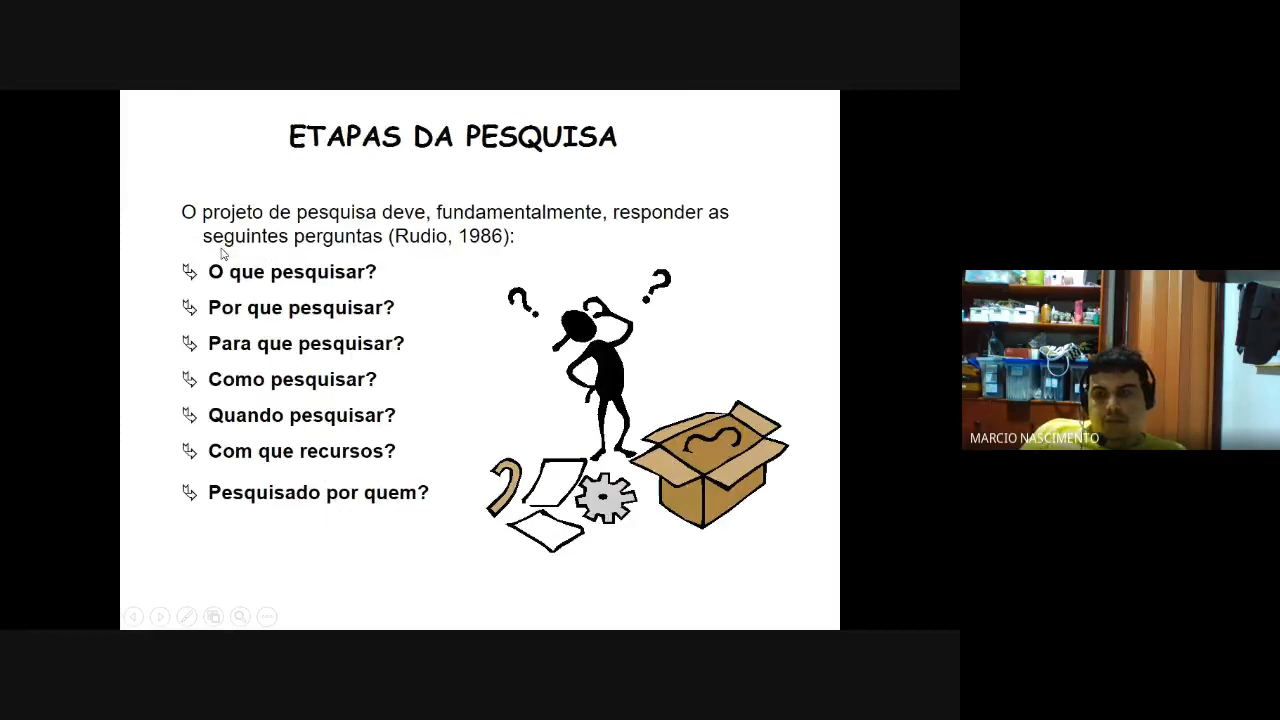 ETAPAS DA PESQUISA
O projeto de pesquisa deve, fundamentalmente, responder as
seguintes perguntas (Rudio, 1986):
O que pesquisar?
Por que pesquisar?
Para que pesquisar?
Como pesquisar?
Quando pesquisar?
Com que recursos?
Pesquisado por quem?
? ?
MARCIO NASCIMENTO